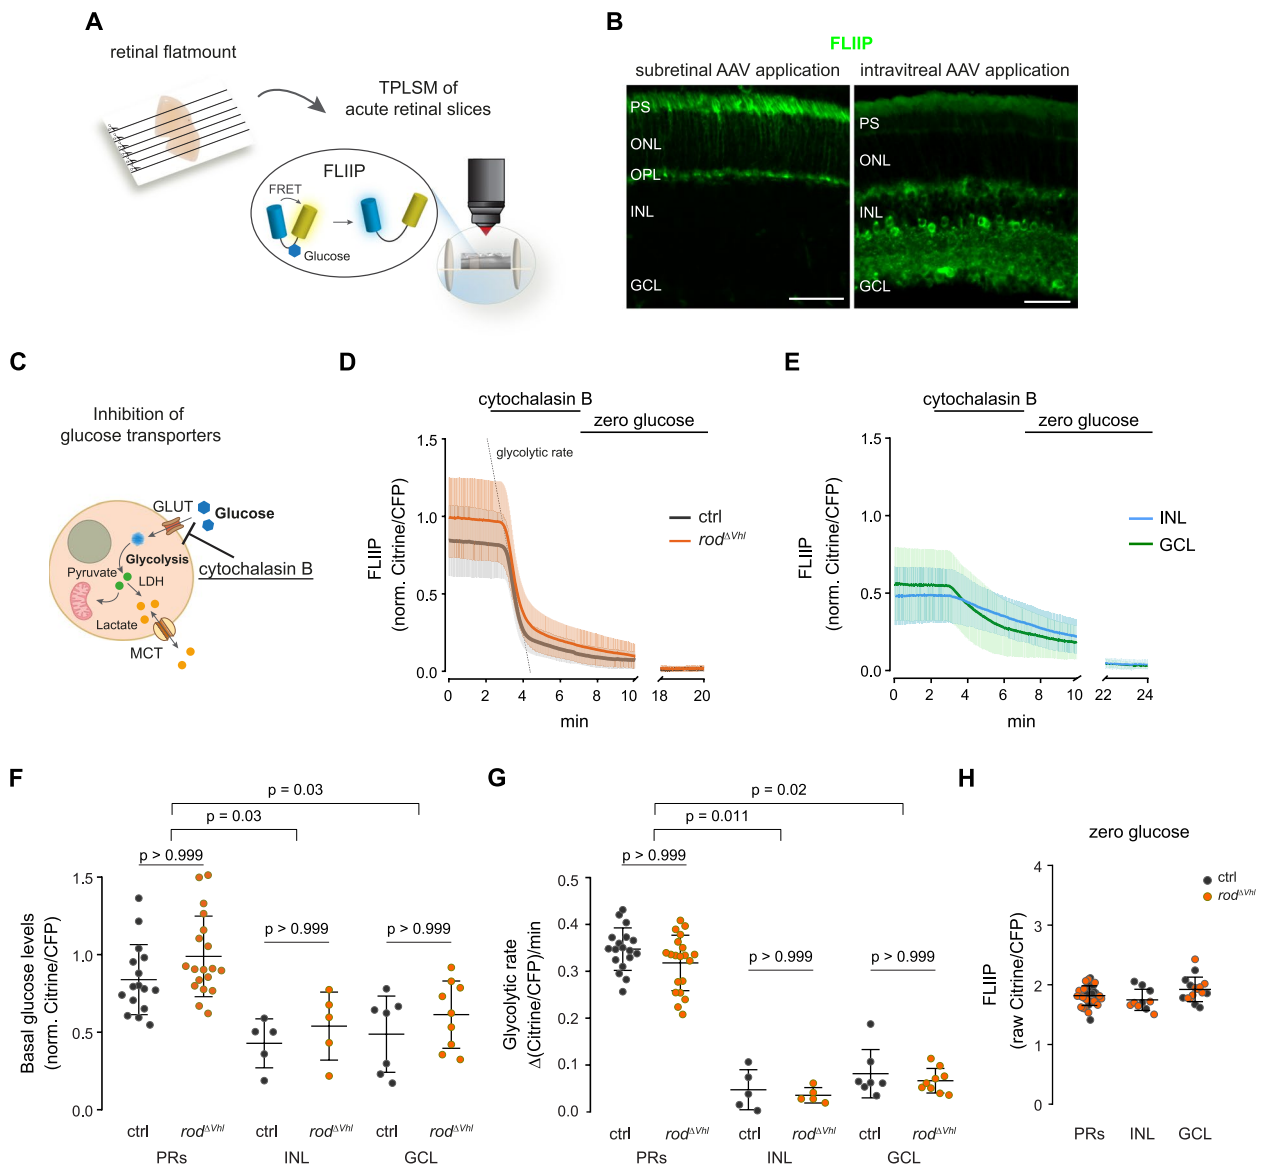 A
retinal flatmount
TPLSM of
acute retinal slices
FLIIP
FRET
Glucose
B
FLIIP
subretinal AAV application
intravitreal AAV application
PS
ONL
OPL
INL
GCL
PS
ONL
INL
GCL
C
Inhibition of
glucose transporters
GLUT
Glucose
Glycolysis
Pyruvate
LDH
cytochalasin B
Lactate
MCT
D
cytochalasin B
zero glucose
glycolytic rate
FLIIP
(norm. Citrine/CFP)
1.5
1.0
0.5
0.0
ctrl
rod^ΔVhl
0 2 4 6 8 10 18 20
min
E
cytochalasin B
zero glucose
FLIIP
(norm. Citrine/CFP)
1.5
1.0
0.5
0.0
INL
GCL
0 2 4 6 8 10 22 24
min
F
p = 0.03
p = 0.03
p > 0.999
p > 0.999
p > 0.999
Basal glucose levels
(norm. Citrine/CFP)
1.5
1.0
0.5
0.0
ctrl rod^ΔVhl ctrl rod^ΔVhl ctrl rod^ΔVhl
PRs INL GCL
G
p = 0.02
p = 0.011
p > 0.999
p > 0.999
p > 0.999
Glycolytic rate
Δ(Citrine/CFP)/min
0.5
0.4
0.3
0.1
0.0
ctrl rod^ΔVhl ctrl rod^ΔVhl ctrl rod^ΔVhl
PRs INL GCL
H
zero glucose
ctrl
rod^ΔVhl
FLIIP
(raw Citrine/CFP)
4
3
2
1
0
PRs INL GCL